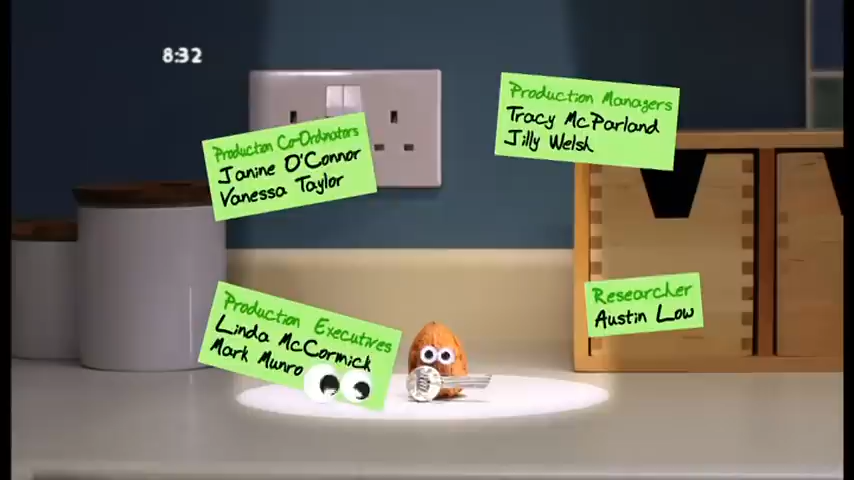 8:32
Production Managers
Tracy McParland
Jilly Welsh
Production Co-Ordinators
Janine O'Connor
Vanessa Taylor
Researcher
Austin Low
Production Executives
Linda McCormick
Mark Munro